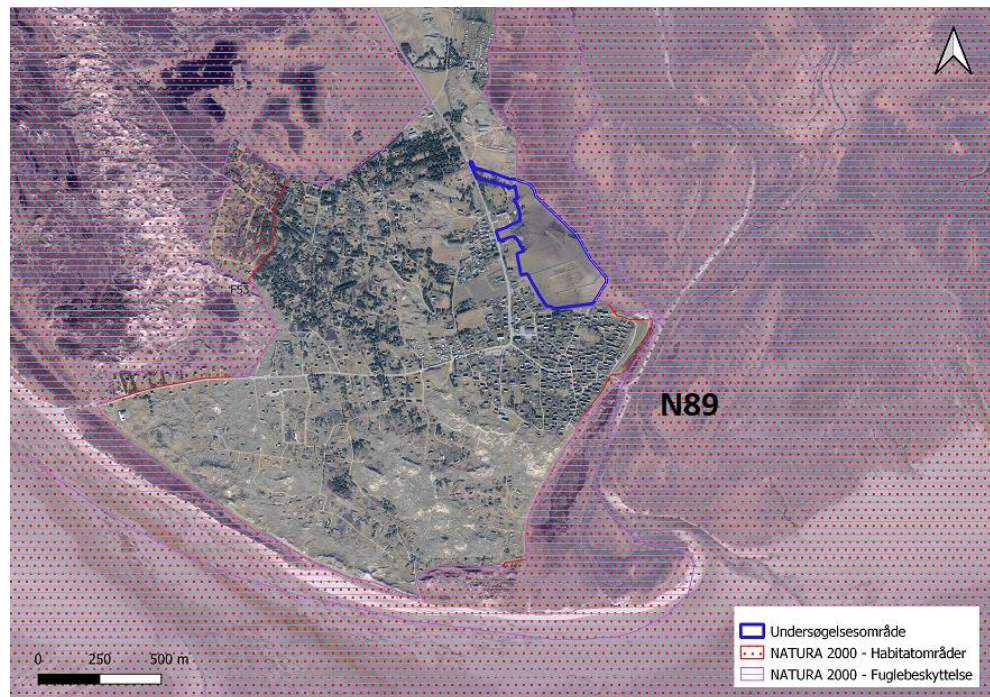 F53
N89
0 250 500 m
Undersøgelsesområde
NATURA 2000 - Habitatområder
NATURA 2000 - Fuglebeskyttelse